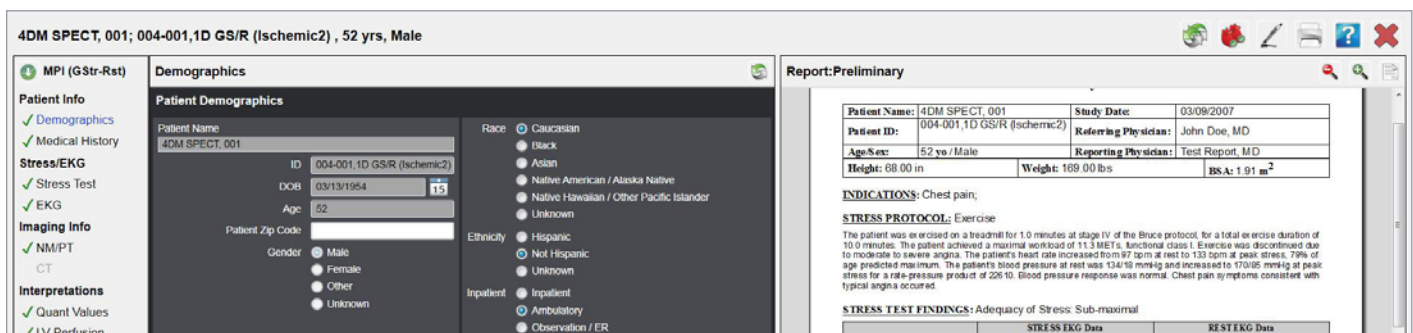 4DM SPECT, 001; 004-001,1D GS/R (Ischemic2) , 52 yrs, Male
MPI (GStr-Rst)
Patient Info
Demographics
Medical History
Stress/EKG
Stress Test
EKG
Imaging Info
NM/PT
CT
Interpretations
Quant Values
LV Perfusion
Demographics
Patient Demographics
Patient Name
4DM SPECT, 001
ID 004-001,1D GS/R (Ischemic2)
DOB 03/13/1954 15
Age 52
Patient Zip Code
Gender Male
Female
Other
Unknown
Race Caucasian
Black
Asian
Native American / Alaska Native
Native Hawaiian / Other Pacific Islander
Unknown
Ethnicity Hispanic
Not Hispanic
Unknown
Inpatient Inpatient
Ambulatory
Observation / ER
Report:Preliminary
Patient Name: 4DM SPECT, 001 Study Date: 03/09/2007
Patient ID: 004-001,1D GS/R (Ischemic2) Referring Physician: John Doe, MD
Age/Sex: 52 yo / Male Reporting Physician: Test Report, MD
Height: 68.00 in Weight: 169.00 lbs BSA: 1.91 m²
INDICATIONS: Chest pain;
STRESS PROTOCOL: Exercise
The patient was exercised on a treadmill for 1.0 minutes at stage IV of the Bruce protocol, for a total exercise duration of
10.0 minutes. The patient achieved a maximal workload of 11.3 METs, functional class I. Exercise was discontinued due
to moderate to severe angina. The patient's heart rate increased from 97 bpm at rest to 133 bpm at peak stress, 79% of
age predicted maximum. The patient's blood pressure at rest was 134/18 mmHg and increased to 170/85 mmHg at peak
stress for a rate-pressure product of 22610. Blood pressure response was normal. Chest pain symptoms consistent with
typical angina occurred.
STRESS TEST FINDINGS: Adequacy of Stress: Sub-maximal
STRESS EKG Data REST EKG Data